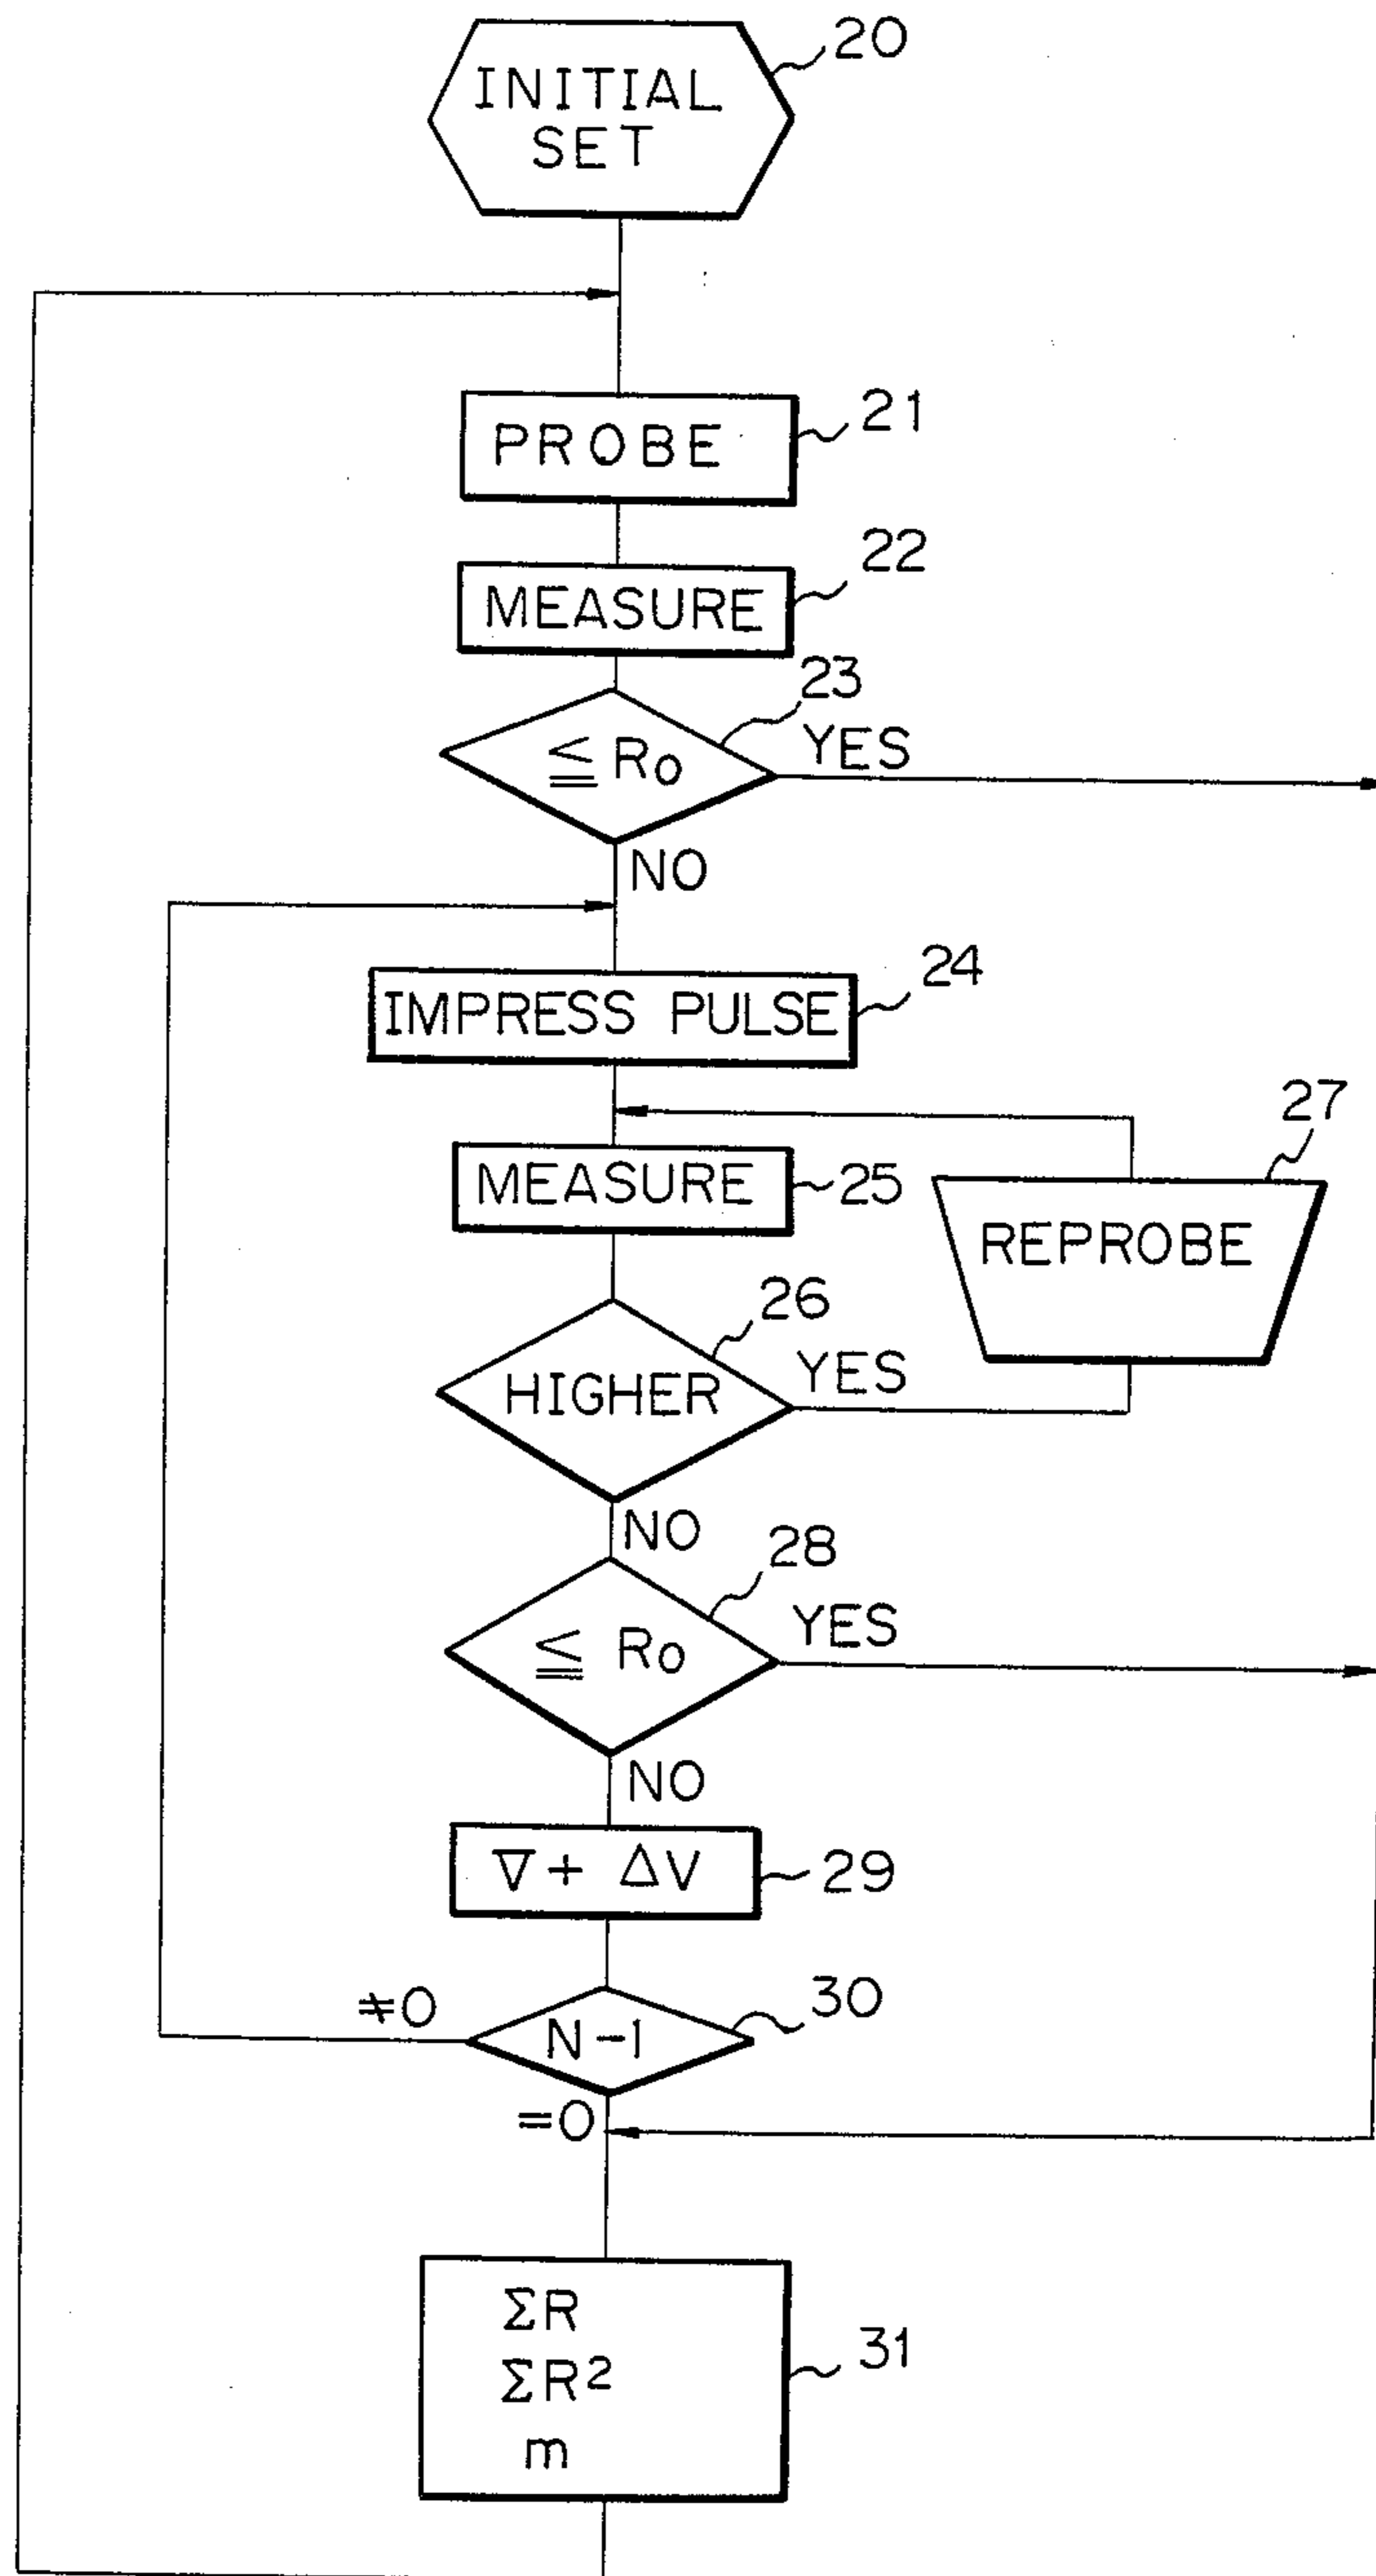 20
INITIAL
SET
21
PROBE
22
MEASURE
23
≦ Ro
YES
NO
24
IMPRESS PULSE
27
MEASURE
25
REPROBE
26
HIGHER
YES
NO
28
≦ Ro
YES
NO
∇+ ΔV
29
≠0
N-1
30
=0
ΣR
ΣR²
m
31